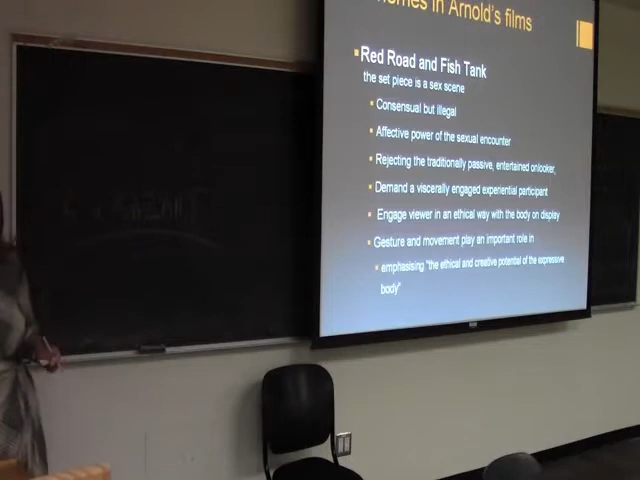 in Arnold's films
Red Road and Fish Tank
the set piece is a sex scene
Consensual but illegal
Affective power of the sexual encounter
Rejecting the traditionally passive, entertained onlooker,
Demand a viscerally engaged experiential participant
Engage viewer in an ethical way with the body on display
Gesture and movement play an important role in
emphasising "the ethical and creative potential of the expressive
body"